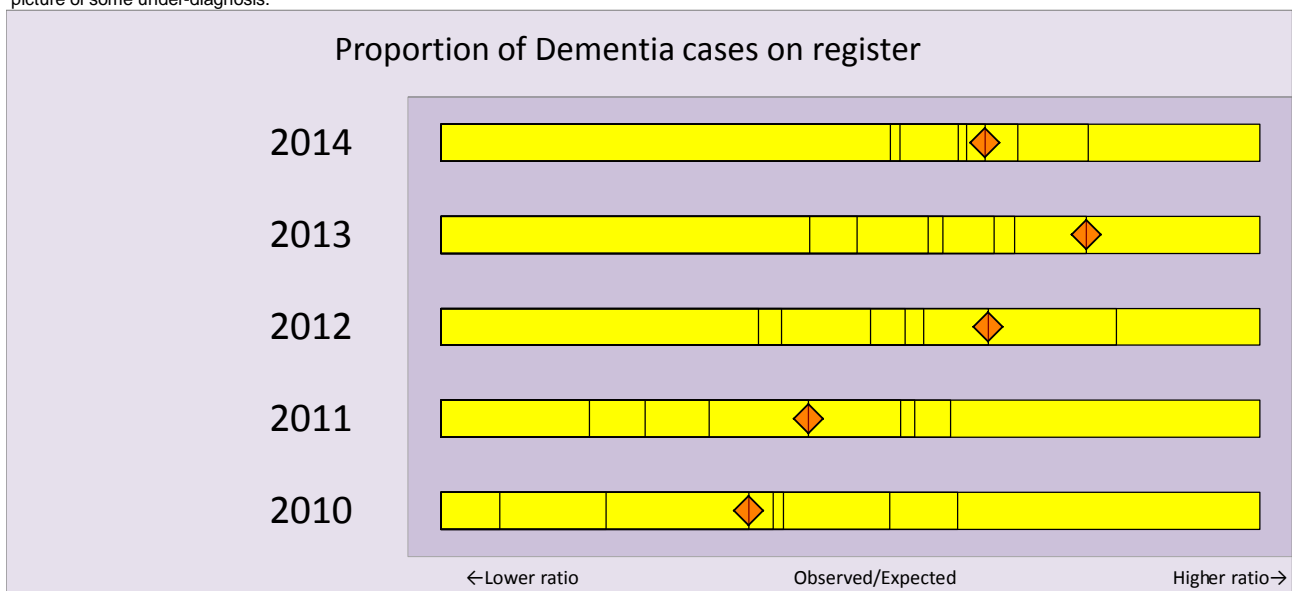 picture of some under-diagnosis.
Proportion of Dementia cases on register
2014
2013
2012
2011
2010
←Lower ratio Observed/Expected Higher ratio→